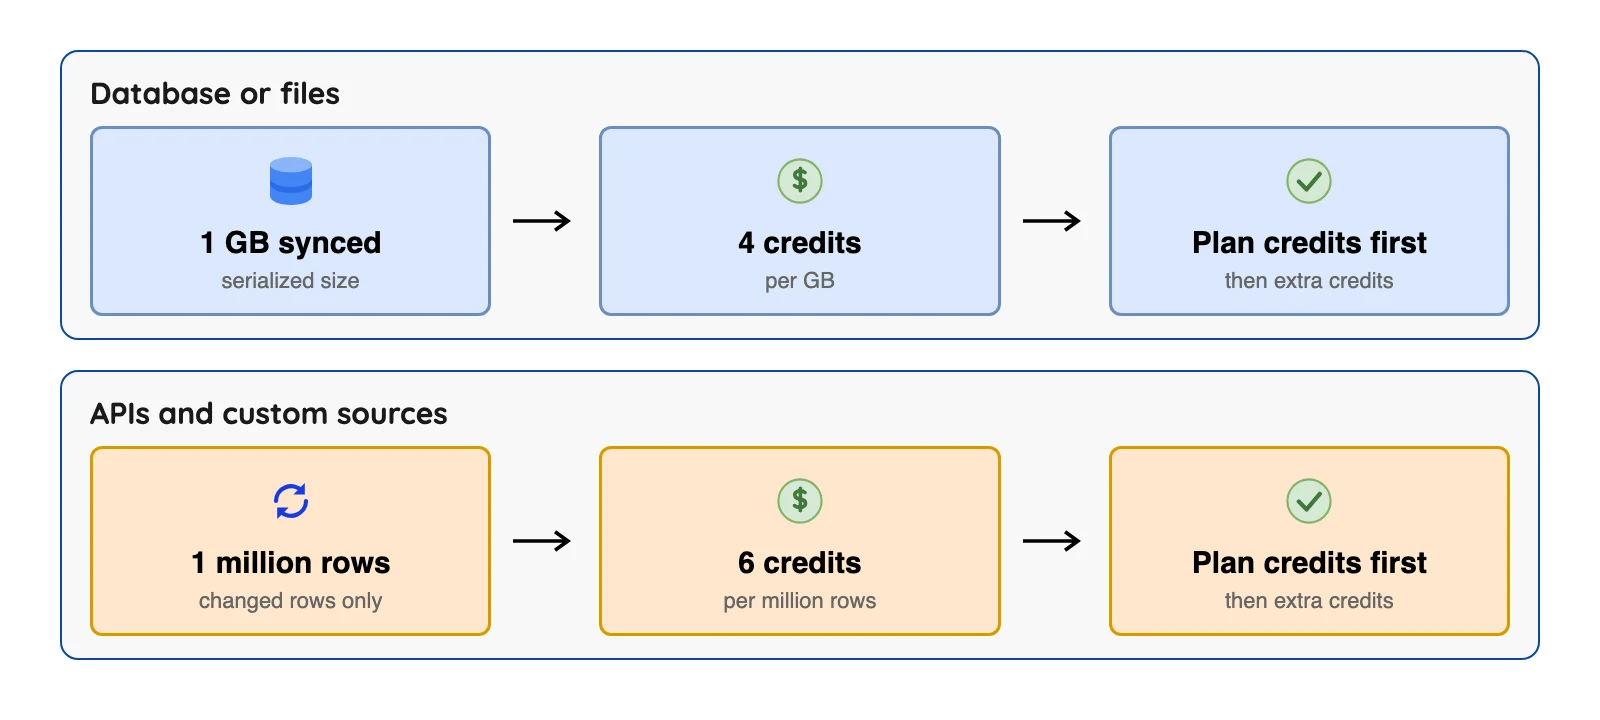 Database or files
1 GB synced
serialized size
$
4 credits
per GB
Plan credits first
then extra credits
APIs and custom sources
1 million rows
changed rows only
$
6 credits
per million rows
Plan credits first
then extra credits